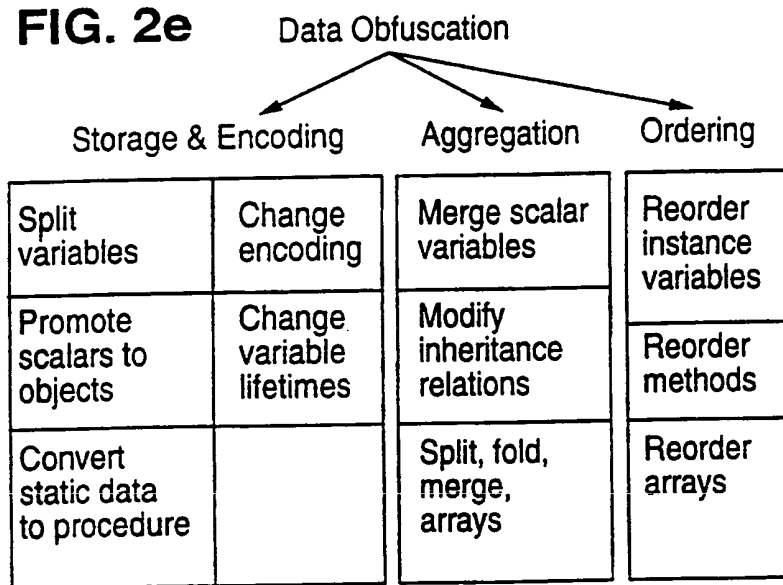 FIG. 2e
Data Obfuscation
Storage & Encoding
Aggregation
Ordering
Split
variables
Change
encoding
Merge scalar
variables
Reorder
instance
variables
Promote
scalars to
objects
Change
variable
lifetimes
Modify
inheritance
relations
Reorder
methods
Convert
static data
to procedure
Split, fold,
merge,
arrays
Reorder
arrays